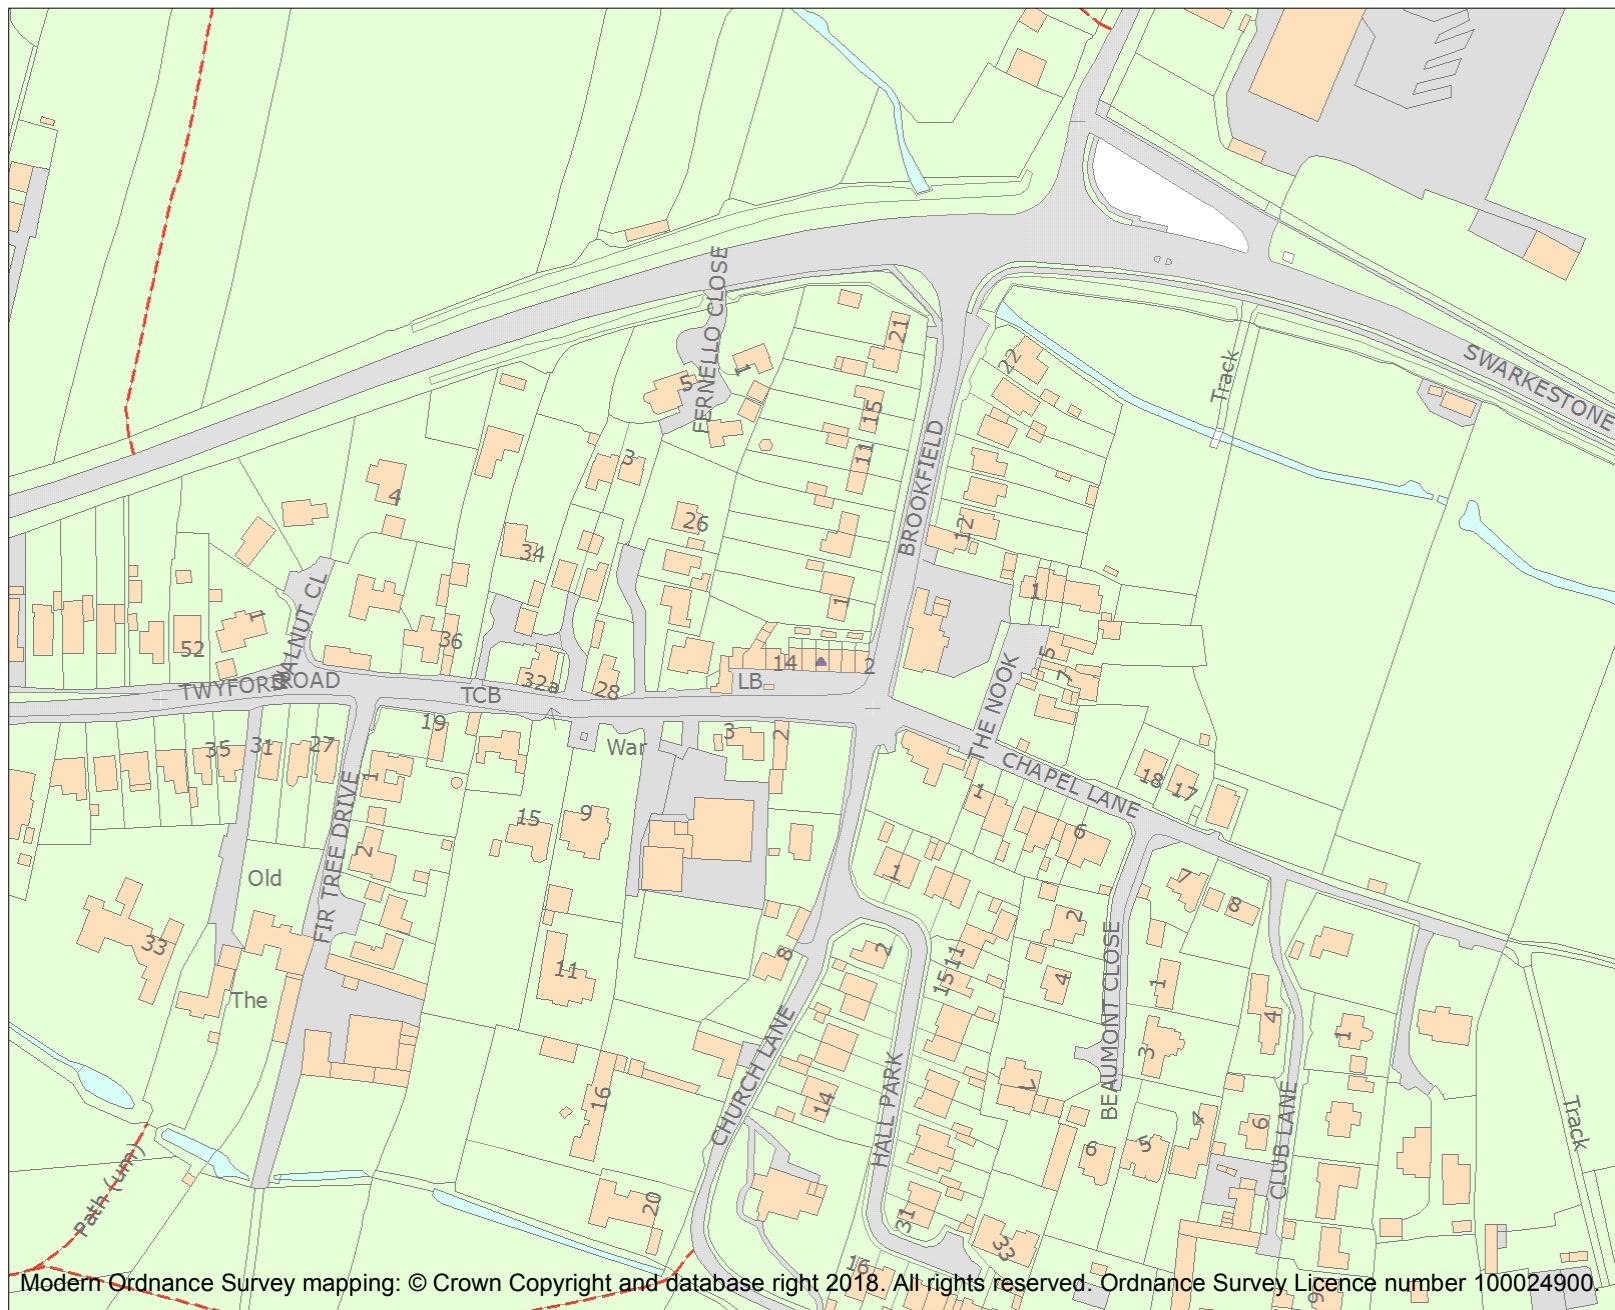 FERNELLO CLOSE
SWARKESTONE
Track
BROOKFIELD
21
22
1
5
15
11
3
4
26
34
12
1
1
52
WALNUT CL
36
32a
28
14
2
5
7
THE NOOK
TWYFORD ROAD
TCB
LB
19
War
3
2
35
31
27
CHAPEL LANE
18
17
1
6
1
FIR TREE DRIVE
2
15
9
1
7
8
Old
33
The
11
8
2
11
15
2
4
1
BEAUMONT CLOSE
4
3
1
CHURCH LANE
HALL PARK
14
16
7
6
5
4
6
CLUB LANE
Track
Path (um)
20
31
33
16
9
Modern Ordnance Survey mapping: © Crown Copyright and database right 2018. All rights reserved. Ordnance Survey Licence number 100024900.